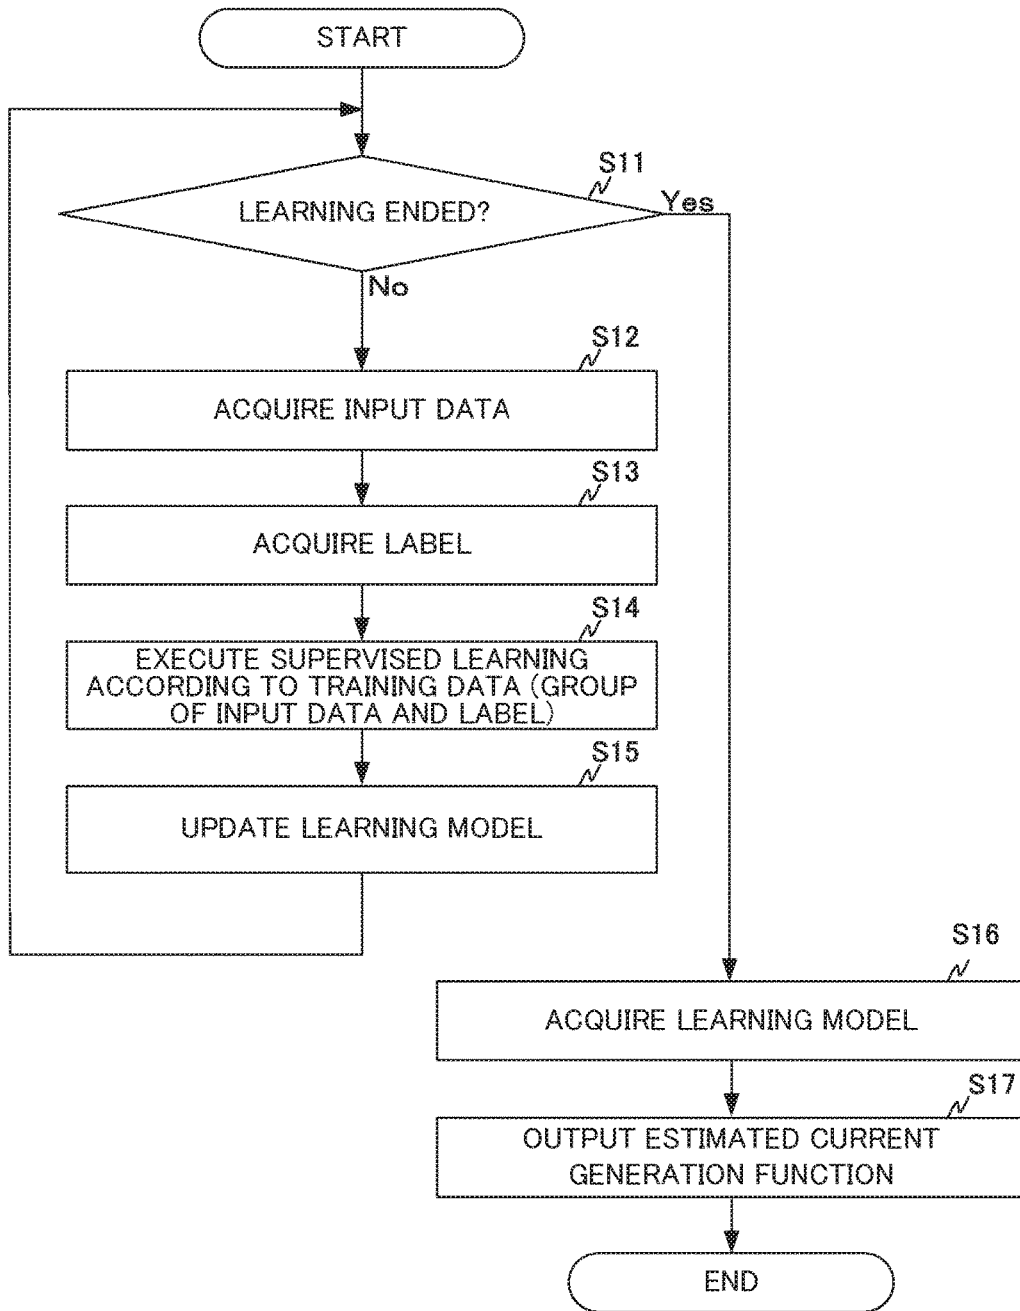 START
S11
LEARNING ENDED?
Yes
No
S12
ACQUIRE INPUT DATA
S13
ACQUIRE LABEL
S14
EXECUTE SUPERVISED LEARNING
ACCORDING TO TRAINING DATA (GROUP
OF INPUT DATA AND LABEL)
S15
UPDATE LEARNING MODEL
S16
ACQUIRE LEARNING MODEL
S17
OUTPUT ESTIMATED CURRENT
GENERATION FUNCTION
END